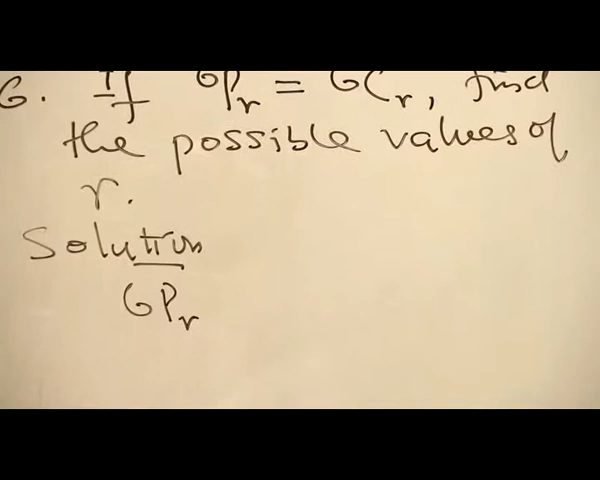 6. If 6Pr = 6Cr, find
the possible values of
r.
Solution
6Pr